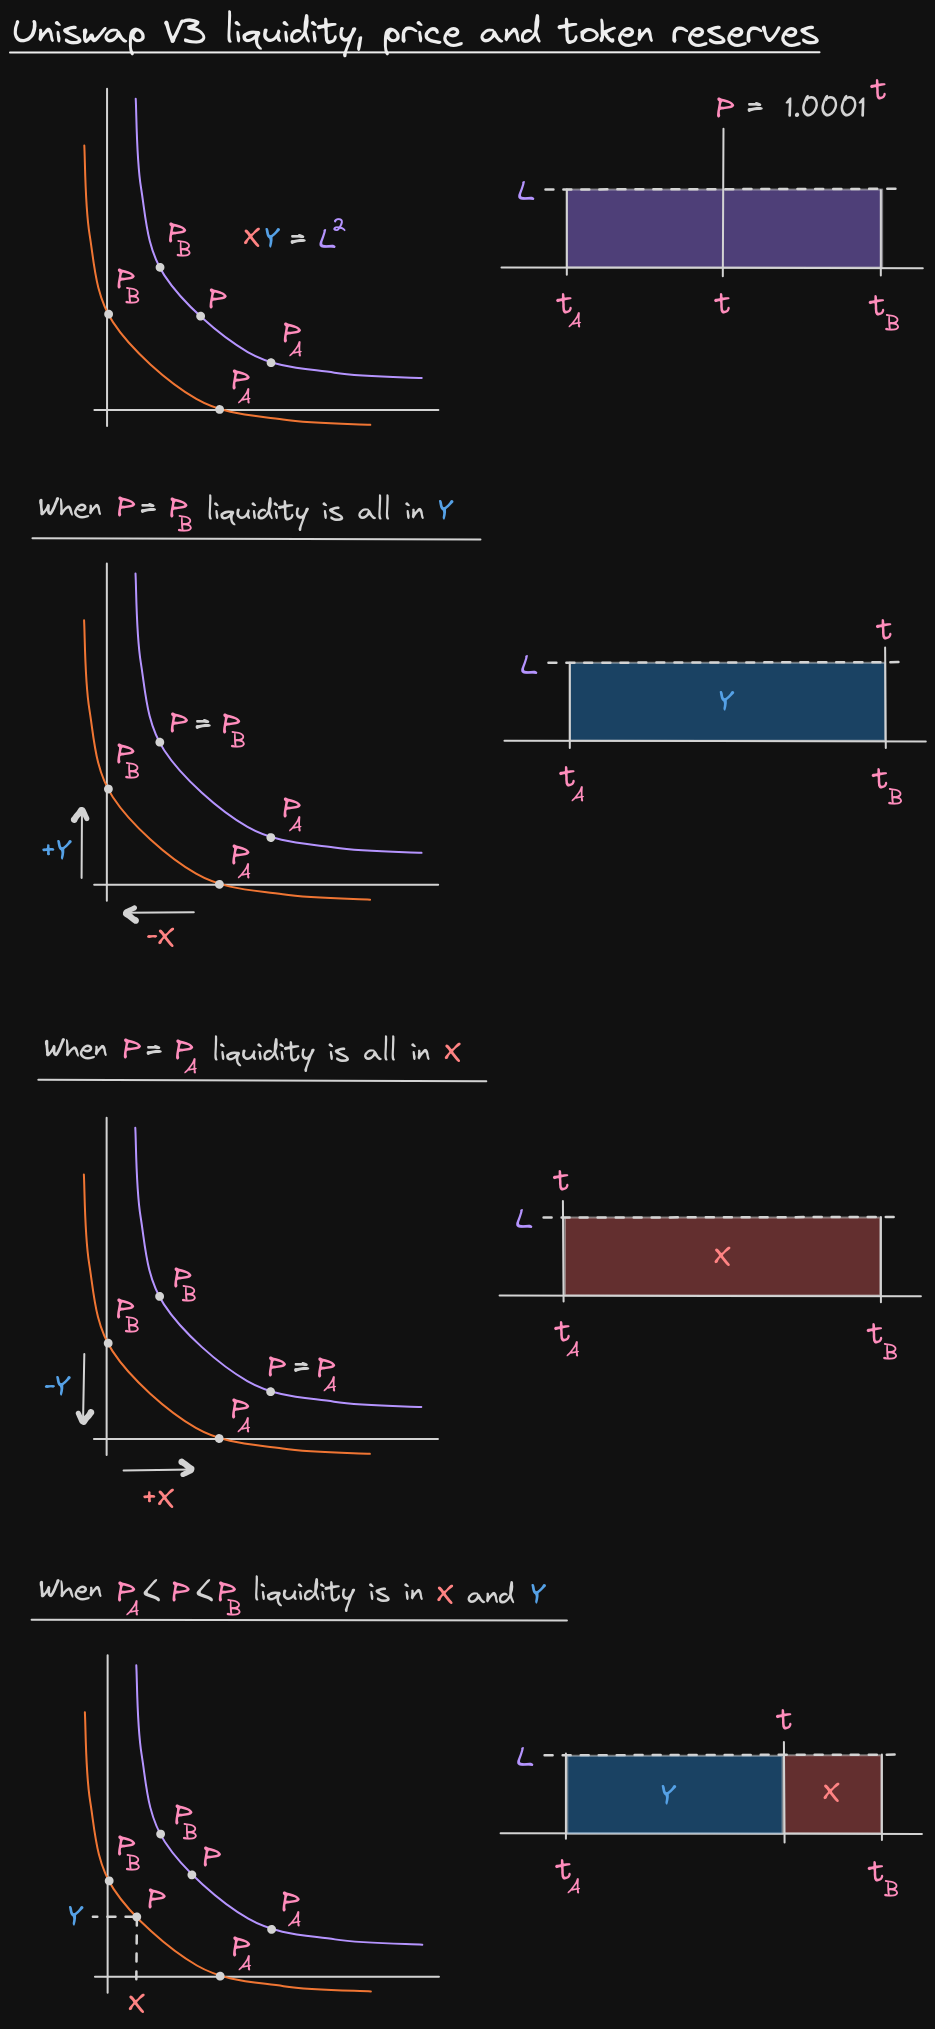 Uniswap V3 liquidity, price and token reserves
P = 1.0001^t
L
P_B
XY = L²
P_B
P
P_A
P_A
t_A t t_B
When P = P_B liquidity is all in Y
t
L
Y
P = P_B
P_B
t_A t_B
P_A
+Y
P_A
-X
When P = P_A liquidity is all in X
t
L
X
P_B
P_B
t_A t_B
P = P_A
-Y
P_A
+X
When P_A < P < P_B liquidity is in X and Y
t
L
Y X
P_B
P_B
P
t_A t_B
P
P_A
Y
P_A
X